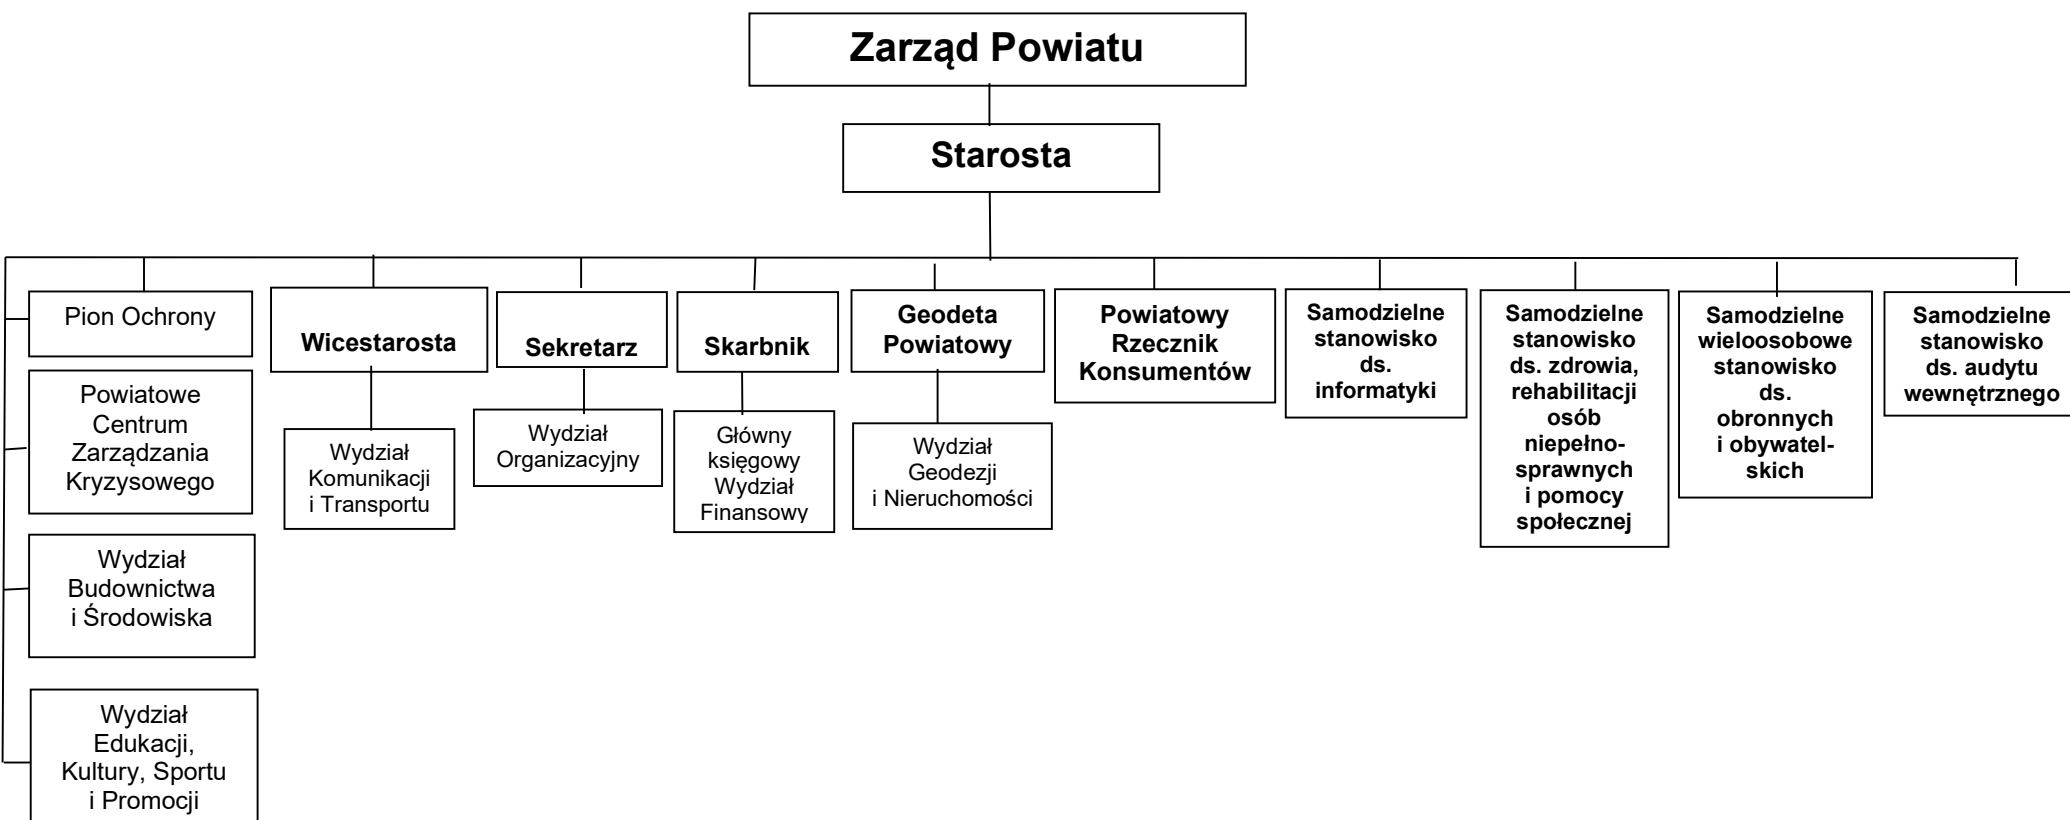 Zarząd Powiatu
Starosta
Pion Ochrony
Powiatowe
Centrum
Zarządzania
Kryzysowego
Wydział
Budownictwa
i Środowiska
Wydział
Edukacji,
Kultury, Sportu
i Promocji
Wicestarosta
Wydział
Komunikacji
i Transportu
Sekretarz
Wydział
Organizacyjny
Skarbnik
Główny
księgowy
Wydział
Finansowy
Geodeta
Powiatowy
Wydział
Geodezji
i Nieruchomości
Powiatowy
Rzecznik
Konsumentów
Samodzielne
stanowisko
ds.
informatyki
Samodzielne
stanowisko
ds. zdrowia,
rehabilitacji
osób
niepełno-
sprawnych
i pomocy
społecznej
Samodzielne
wieloosobowe
stanowisko
ds.
obronnych
i obywatel-
skich
Samodzielne
stanowisko
ds. audytu
wewnętrznego